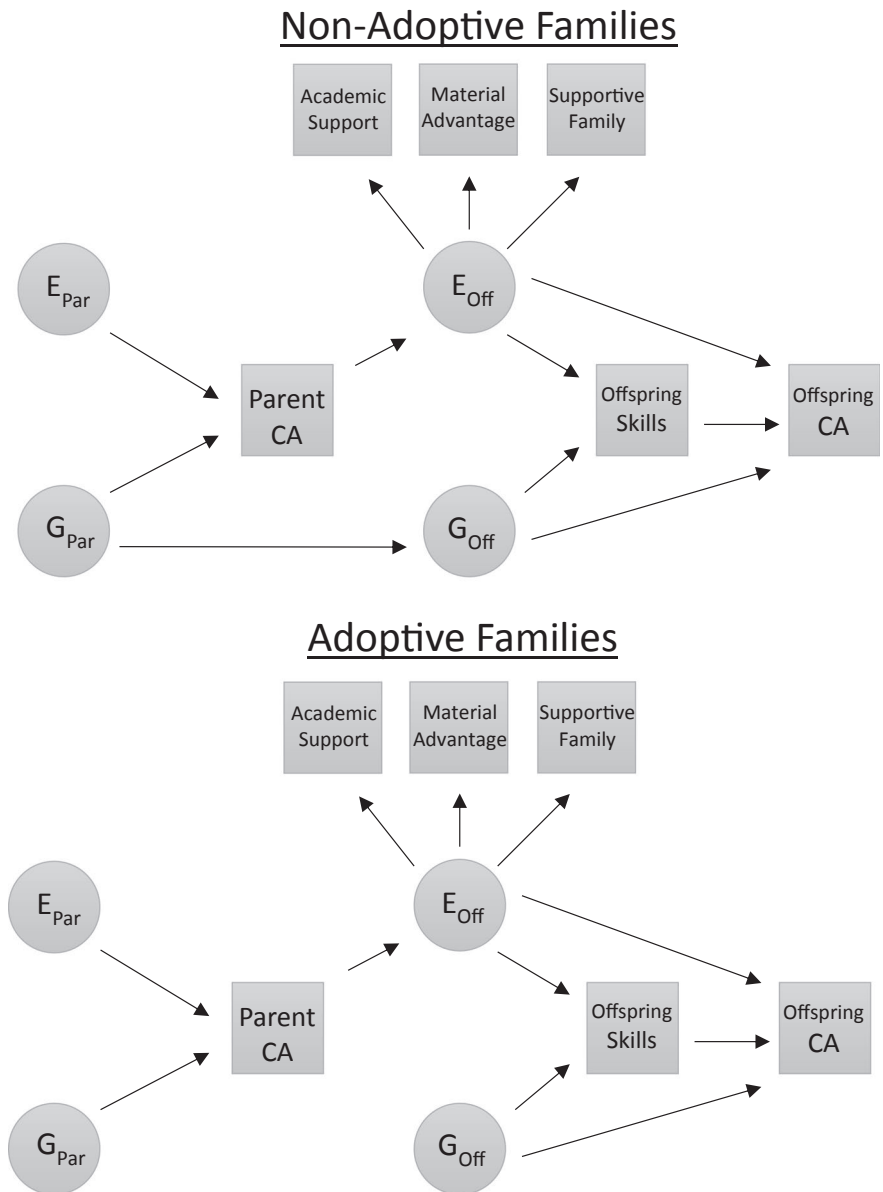 Non-Adoptive Families
Academic
Support
Material
Advantage
Supportive
Family
E Par
E Off
Parent
CA
Offspring
Skills
Offspring
CA
G Par
G Off
Adoptive Families
Academic
Support
Material
Advantage
Supportive
Family
E Par
E Off
Parent
CA
Offspring
Skills
Offspring
CA
G Par
G Off